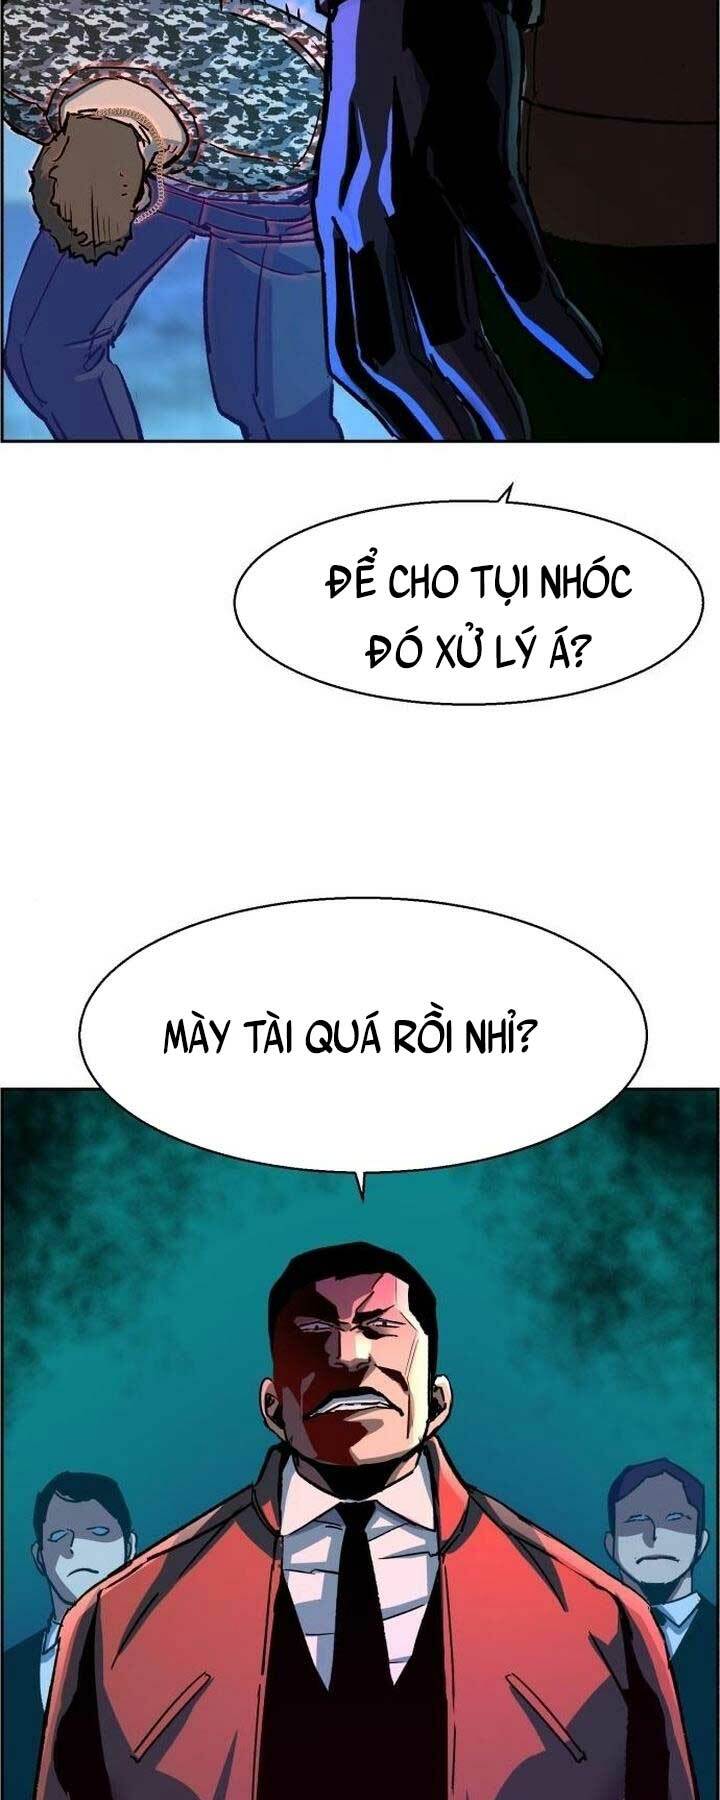 ĐỂ CHO TỤI NHÓC
ĐÓ XỬ LÝ Á?
MÀY TÀI QUÁ RỒI NHỈ?